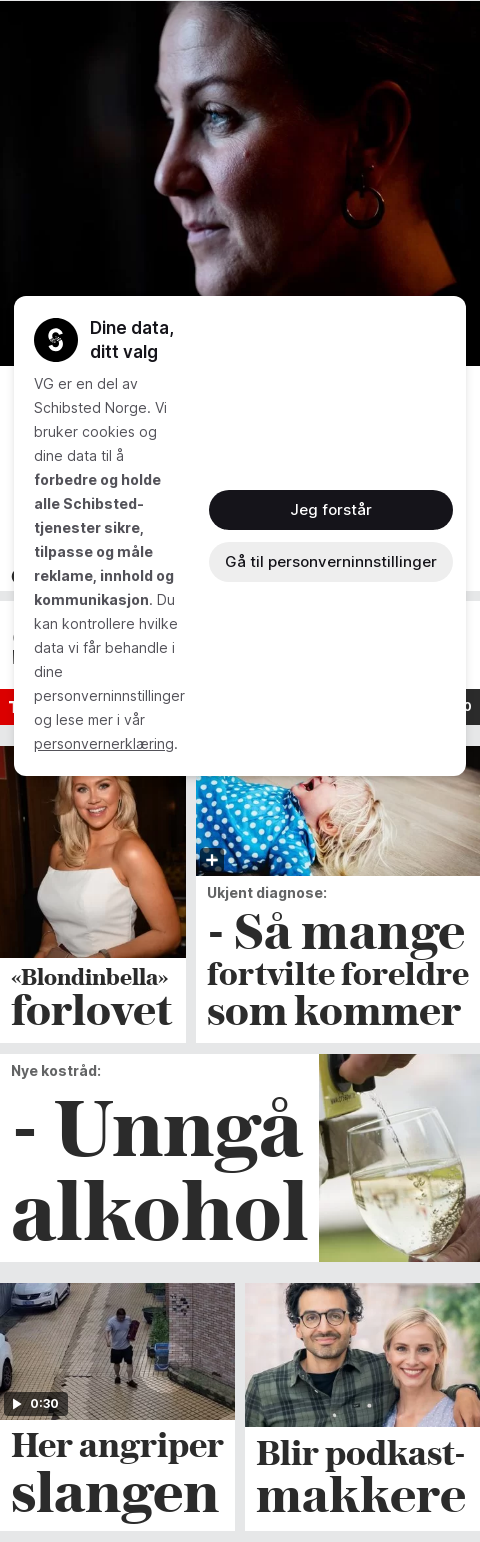 Dine data,
ditt valg
VG er en del av
Schibsted Norge. Vi
bruker cookies og
dine data til å
forbedre og holde
alle Schibsted-
tjenester sikre,
tilpasse og måle
reklame, innhold og
kommunikasjon. Du
kan kontrollere hvilke
data vi får behandle i
dine
personverninnstillinger
og lese mer i vår
personvernerklæring.
Jeg forstår
Gå til personverninnstillinger
«Blondinbella»
forlovet
Ukjent diagnose:
- Så mange
fortvilte foreldre
som kommer
Nye kostråd:
- Unngå
alkohol
0:30
Her angriper
slangen
Blir podkast-
makkere